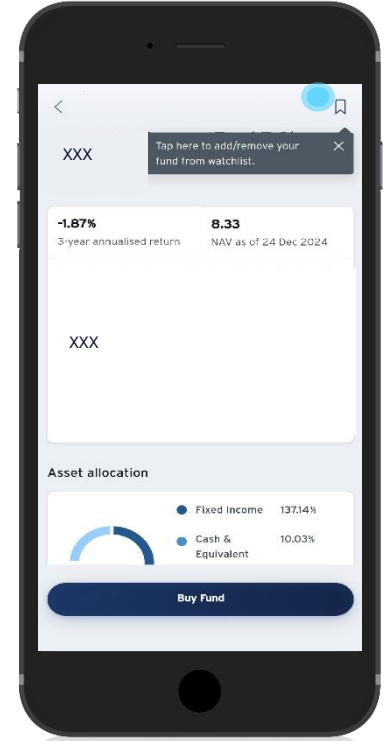 XXX
Tap here to add/remove your
fund from watchlist.
-1.87%
8.33
3-year annualised return
NAV as of 24 Dec 2024
XXX
Asset allocation
Fixed Income 137.14%
Cash & 10.03%
Equivalent
Buy Fund